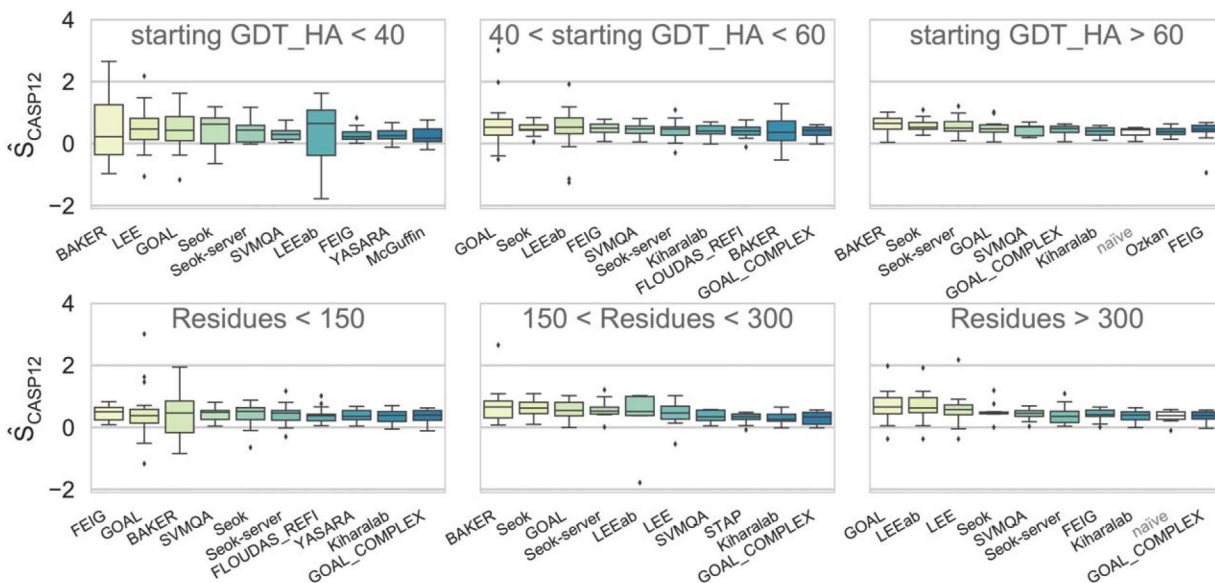 starting GDT_HA < 40
40 < starting GDT_HA < 60
starting GDT_HA > 60
4
2
0
−2
ŜCASP12
BAKER
LEE
GOAL
Seok
Seok-server
SVMQA
LEEab
FEIG
YASARA
McGuffin
GOAL
Seok
LEEab
FEIG
SVMQA
Seok-server
Kiharalab
FLOUDAS_REFI
BAKER
GOAL_COMPLEX
BAKER
Seok
Seok-server
GOAL
SVMQA
GOAL_COMPLEX
Kiharalab
naïve
Ozkan
FEIG
Residues < 150
150 < Residues < 300
Residues > 300
4
2
0
−2
ŜCASP12
FEIG
GOAL
BAKER
SVMQA
Seok
Seok-server
FLOUDAS_REFI
YASARA
Kiharalab
GOAL_COMPLEX
BAKER
Seok
GOAL
Seok-server
LEEab
LEE
SVMQA
STAP
Kiharalab
GOAL_COMPLEX
GOAL
LEEab
LEE
Seok
SVMQA
Seok-server
FEIG
Kiharalab
naïve
GOAL_COMPLEX